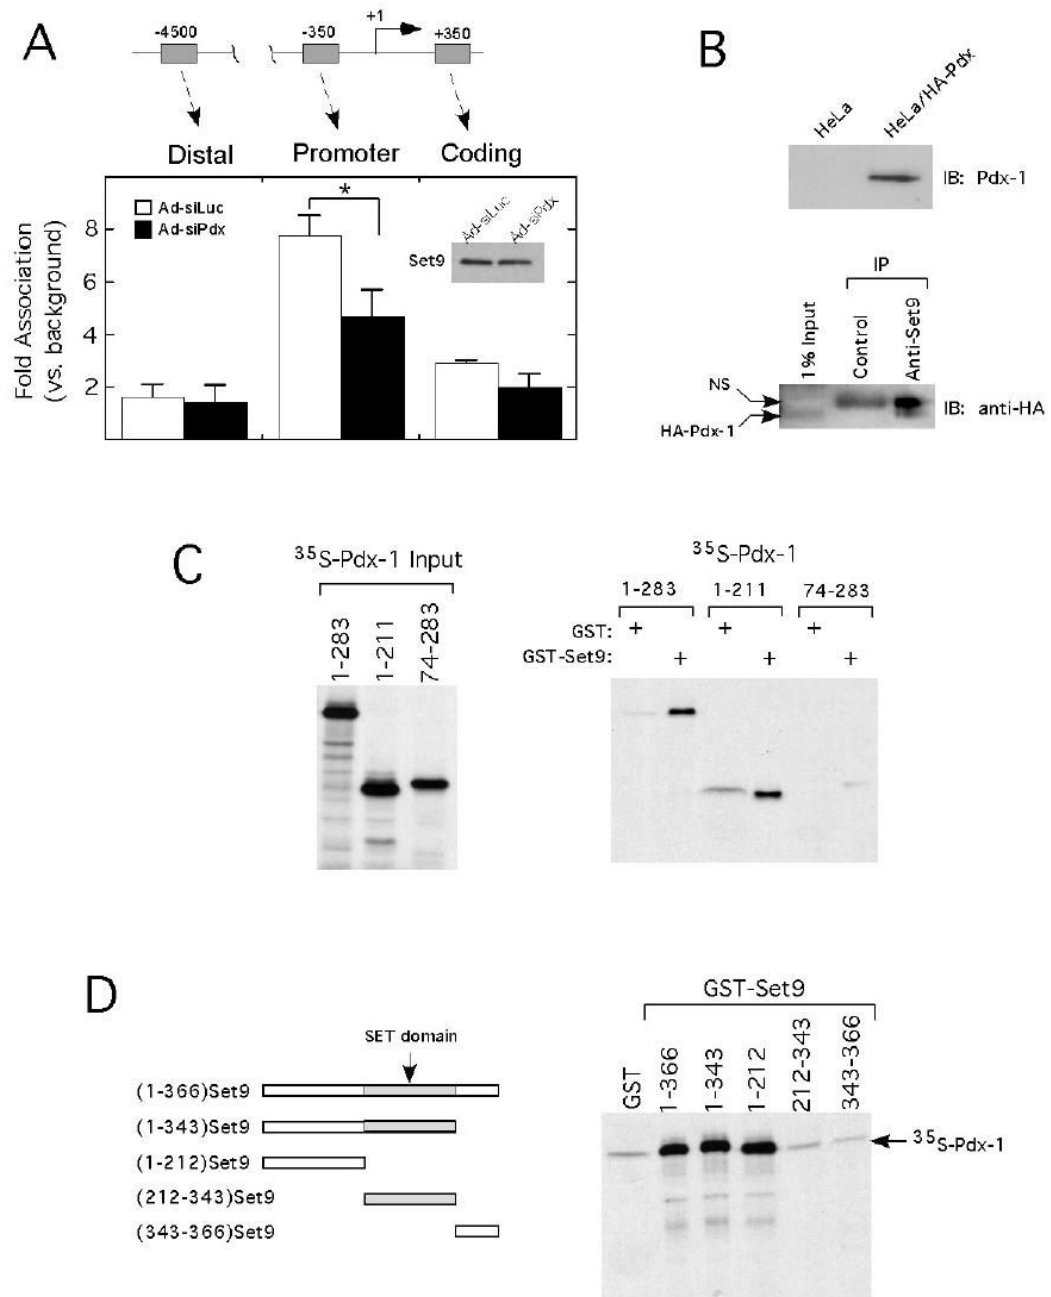 A
-4500
-350
+1
+350
Distal
Promoter
Coding
Fold Association
(vs. background)
8
6
4
2
Ad-siLuc
Ad-siPdx
*
Ad-siLuc
Ad-siPdx
Set9
B
HeLa
HeLa/HA-Pdx
IB: Pdx-1
IP
1% Input
Control
Anti-Set9
NS
HA-Pdx-1
IB: anti-HA
C
35S-Pdx-1 Input
1-283
1-211
74-283
35S-Pdx-1
1-283 1-211 74-283
GST: + + +
GST-Set9: + + +
D
SET domain
(1-366)Set9
(1-343)Set9
(1-212)Set9
(212-343)Set9
(343-366)Set9
GST-Set9
GST
1-366
1-343
1-212
212-343
343-366
35S-Pdx-1